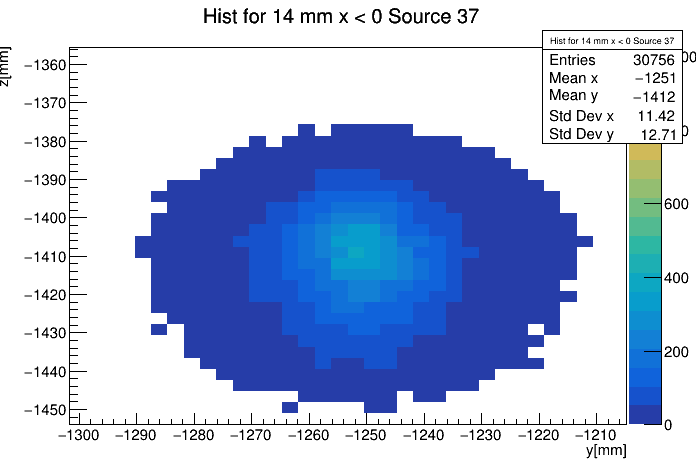 Hist for 14 mm x < 0 Source 37
Hist for 14 mm x < 0 Source 37
Entries 30756
Mean x −1251
Mean y −1412
Std Dev x 11.42
Std Dev y 12.71
z[mm]
−1360
−1370
−1380
−1390
−1400
−1410
−1420
−1430
−1440
−1450
−1300 −1290 −1280 −1270 −1260 −1250 −1240 −1230 −1220 −1210
y[mm]
600
400
200
0